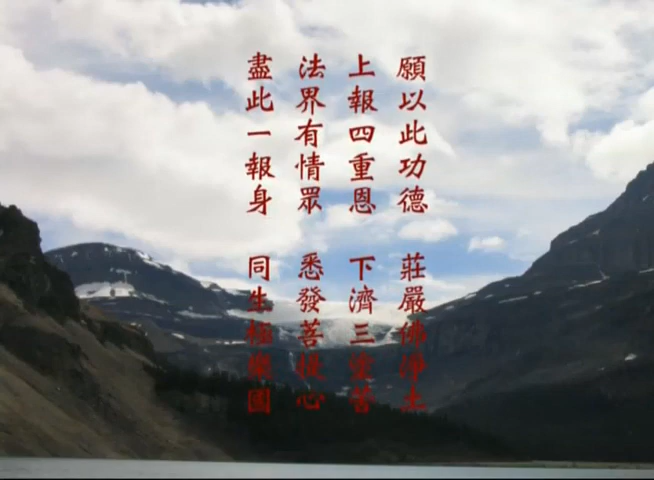 願以此功德 莊嚴佛淨土
上報四重恩 下濟三塗苦
法界有情眾 悉發菩提心
盡此一報身 同生極樂國